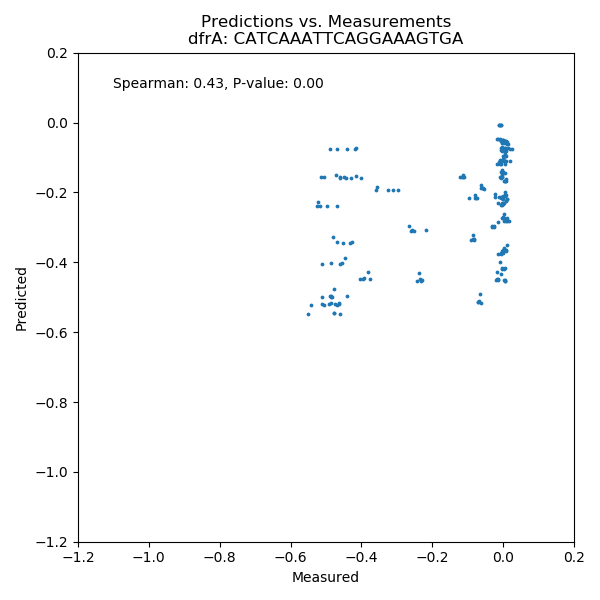 Predictions vs. Measurements
dfrA: CATCAAATTCAGGAAAGTGA
Spearman: 0.43, P-value: 0.00
0.2
0.0
−0.2
−0.4
−0.6
−0.8
−1.0
−1.2
Predicted
−1.2 −1.0 −0.8 −0.6 −0.4 −0.2 0.0 0.2
Measured